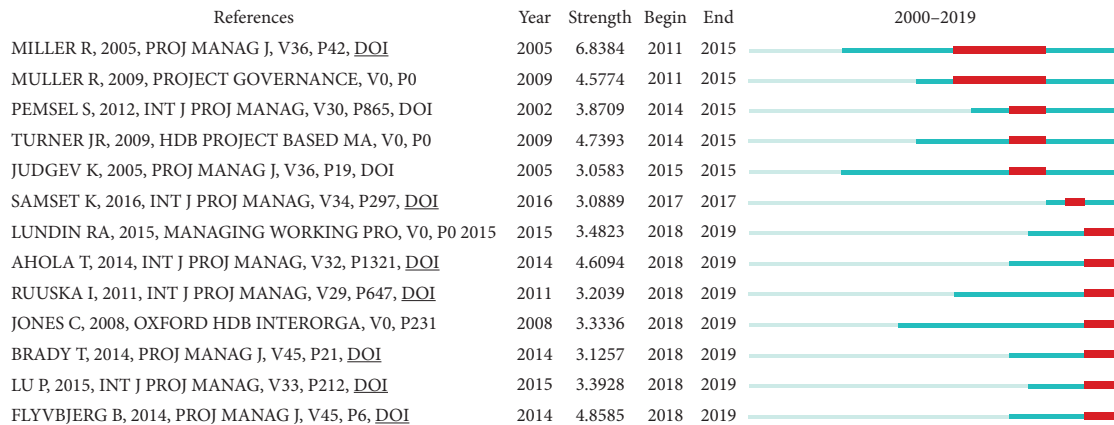 References Year Strength Begin End 2000–2019
MILLER R, 2005, PROJ MANAG J, V36, P42, DOI 2005 6.8384 2011 2015
MULLER R, 2009, PROJECT GOVERNANCE, V0, P0 2009 4.5774 2011 2015
PEMSEL S, 2012, INT J PROJ MANAG, V30, P865, DOI 2002 3.8709 2014 2015
TURNER JR, 2009, HDB PROJECT BASED MA, V0, P0 2009 4.7393 2014 2015
JUDGEV K, 2005, PROJ MANAG J, V36, P19, DOI 2005 3.0583 2015 2015
SAMSET K, 2016, INT J PROJ MANAG, V34, P297, DOI 2016 3.0889 2017 2017
LUNDIN RA, 2015, MANAGING WORKING PRO, V0, P0 2015 2015 3.4823 2018 2019
AHOLA T, 2014, INT J PROJ MANAG, V32, P1321, DOI 2014 4.6094 2018 2019
RUUSKA I, 2011, INT J PROJ MANAG, V29, P647, DOI 2011 3.2039 2018 2019
JONES C, 2008, OXFORD HDB INTERORGA, V0, P231 2008 3.3336 2018 2019
BRADY T, 2014, PROJ MANAG J, V45, P21, DOI 2014 3.1257 2018 2019
LU P, 2015, INT J PROJ MANAG, V33, P212, DOI 2015 3.3928 2018 2019
FLYVBJERG B, 2014, PROJ MANAG J, V45, P6, DOI 2014 4.8585 2018 2019